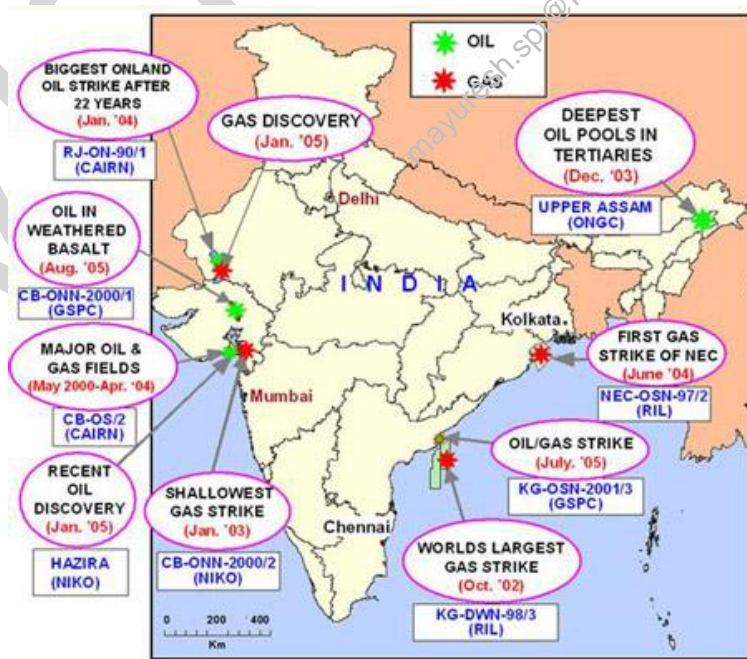 OIL
GAS
BIGGEST ONLAND
OIL STRIKE AFTER
22 YEARS
(Jan. '04)
RJ-ON-90/1
(CAIRN)
GAS DISCOVERY
(Jan. '05)
DEEPEST
OIL POOLS IN
TERTIARIES
(Dec. '03)
UPPER ASSAM
(ONGC)
Delhi
OIL IN
WEATHERED
BASALT
(Aug. '05)
CB-ONN-2000/1
(GSPC)
INDIA
Kolkata
MAJOR OIL &
GAS FIELDS
(May 2000-Apr. '04)
CB-OS/2
(CAIRN)
Mumbai
FIRST GAS
STRIKE OF NEC
(June '04)
NEC-OSN-97/2
(RIL)
RECENT
OIL
DISCOVERY
(Jan. '05)
HAZIRA
(NIKO)
SHALLOWEST
GAS STRIKE
(Jan. '03)
CB-ONN-2000/2
(NIKO)
Chennai
OIL/GAS STRIKE
(July. '05)
KG-OSN-2001/3
(GSPC)
WORLDS LARGEST
GAS STRIKE
(Oct. '02)
KG-DWN-98/3
(RIL)
0 200 400
Km